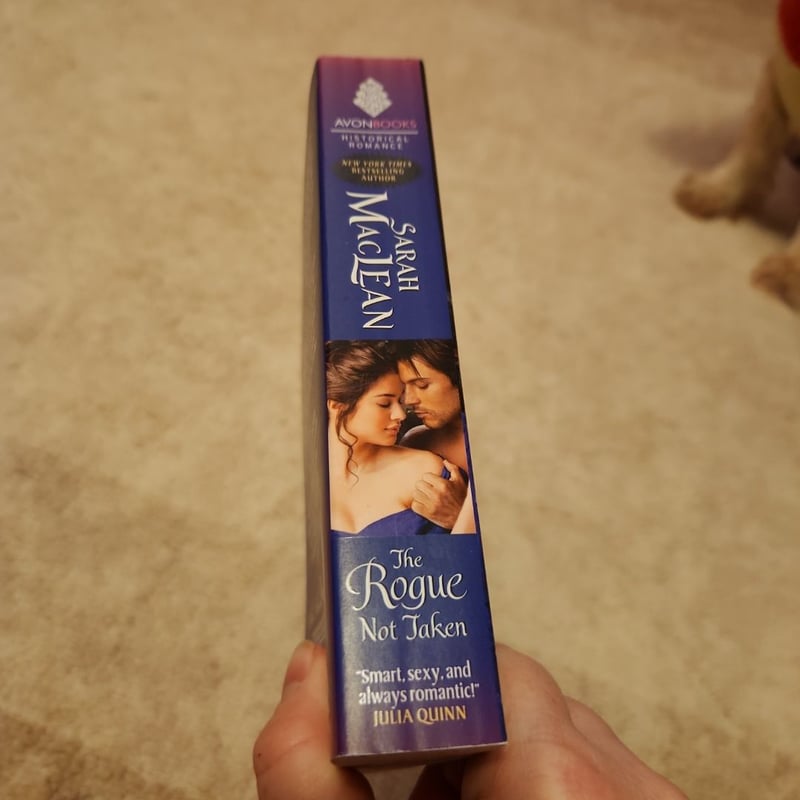 AVONBOOKS
HISTORICAL
ROMANCE
NEW YORK TIMES
BESTSELLING
AUTHOR
SARAH
MACLEAN
The
Rogue
Not Taken
"Smart, sexy, and
always romantic!"
JULIA QUINN